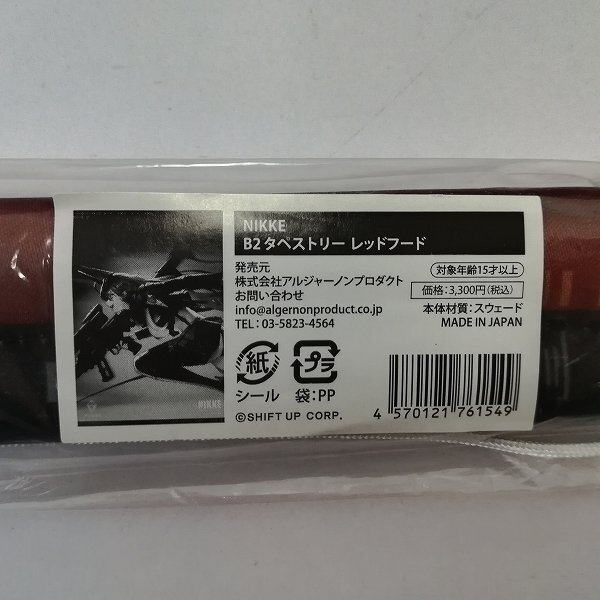 NIKKE
B2タペストリー レッドフード
発売元
株式会社アルジャーノンプロダクト
お問い合わせ
info@algernonproduct.co.jp
TEL：03-5823-4564
対象年齢15才以上
価格：3,300円(税込)
本体材質：スウェード
MADE IN JAPAN
紙
プラ
シール 袋：PP
©SHIFT UP CORP.
4 570121 761549
NIKKE